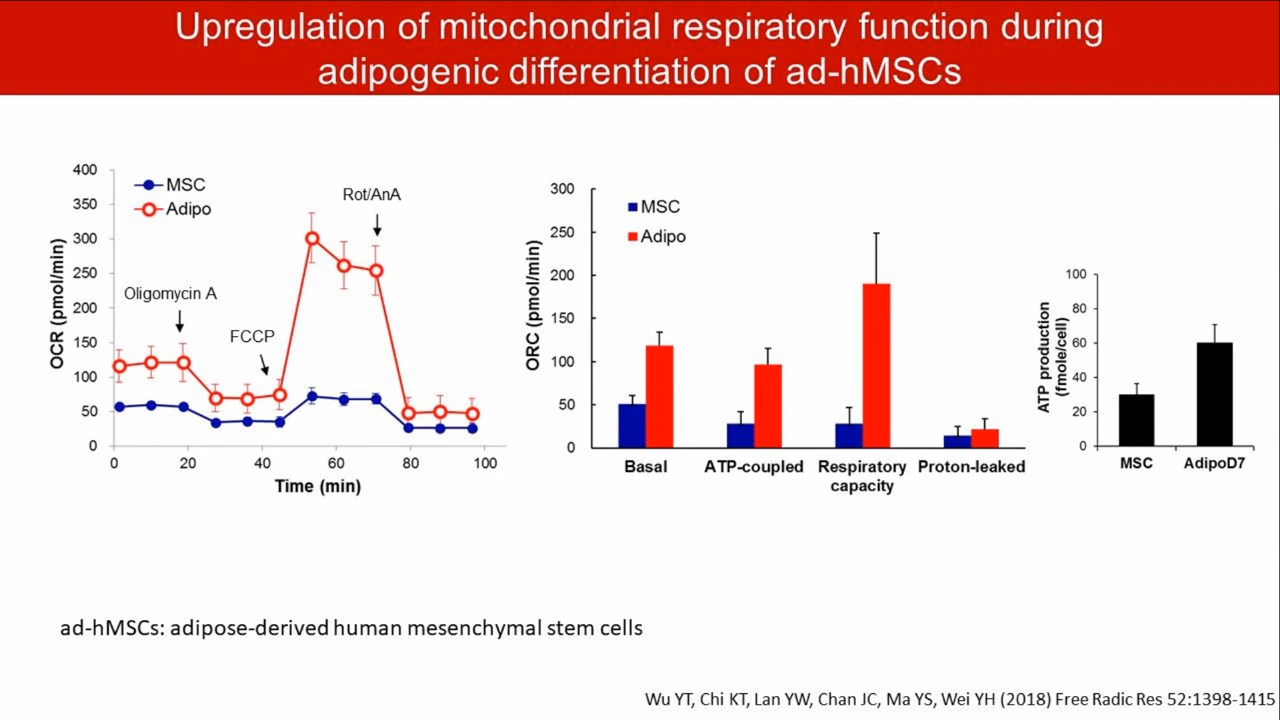 Upregulation of mitochondrial respiratory function during
adipogenic differentiation of ad-hMSCs
400
350
300
250
200
150
100
50
0
OCR (pmol/min)
MSC
Adipo
Oligomycin A
FCCP
Rot/AnA
0 20 40 60 80 100
Time (min)
300
250
200
150
100
50
0
ORC (pmol/min)
MSC
Adipo
Basal
ATP-coupled
Respiratory
capacity
Proton-leaked
100
80
60
40
20
0
ATP production
(fmole/cell)
MSC AdipoD7
ad-hMSCs: adipose-derived human mesenchymal stem cells
Wu YT, Chi KT, Lan YW, Chan JC, Ma YS, Wei YH (2018) Free Radic Res 52:1398-1415